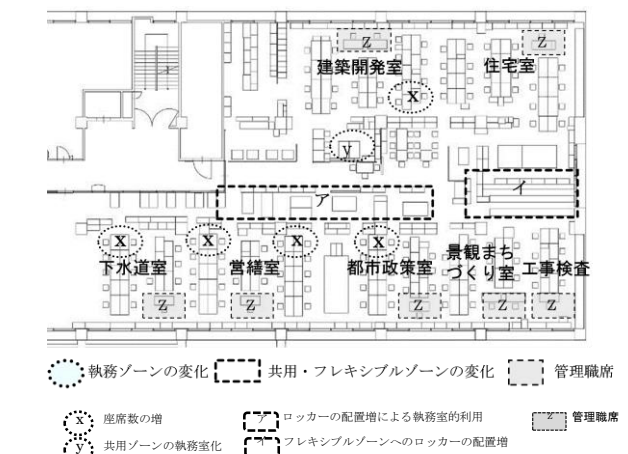 Z
Z
建築開発室
住宅室
x
y
イ
ア
x
x
x
x
下水道室
営繕室
都市政策室
景観まち
づくり室
工事検査
Z
Z
Z
Z
Z
執務ゾーンの変化
共用・フレキシブルゾーンの変化
管理職席
x
座席数の増
ア
ロッカーの配置増による執務室的利用
z
管理職席
y
共用ゾーンの執務室化
イ
フレキシブルゾーンへのロッカーの配置増